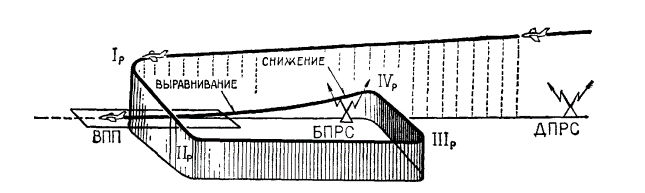 Iр
СНИЖЕНИЕ
IVр
ВЫРАВНИВАНИЕ
ВПП
БПРС
ДПРС
IIр
IIIр